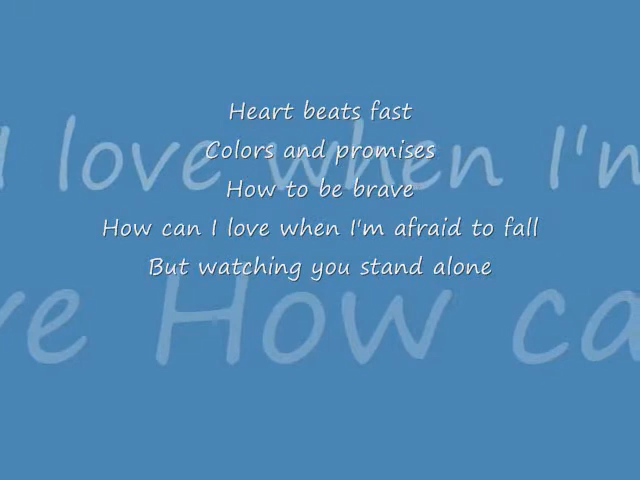 Heart beats fast
Colors and promises
How to be brave
How can I love when I'm afraid to fall
But watching you stand alone
I love when I'm
ve How ca